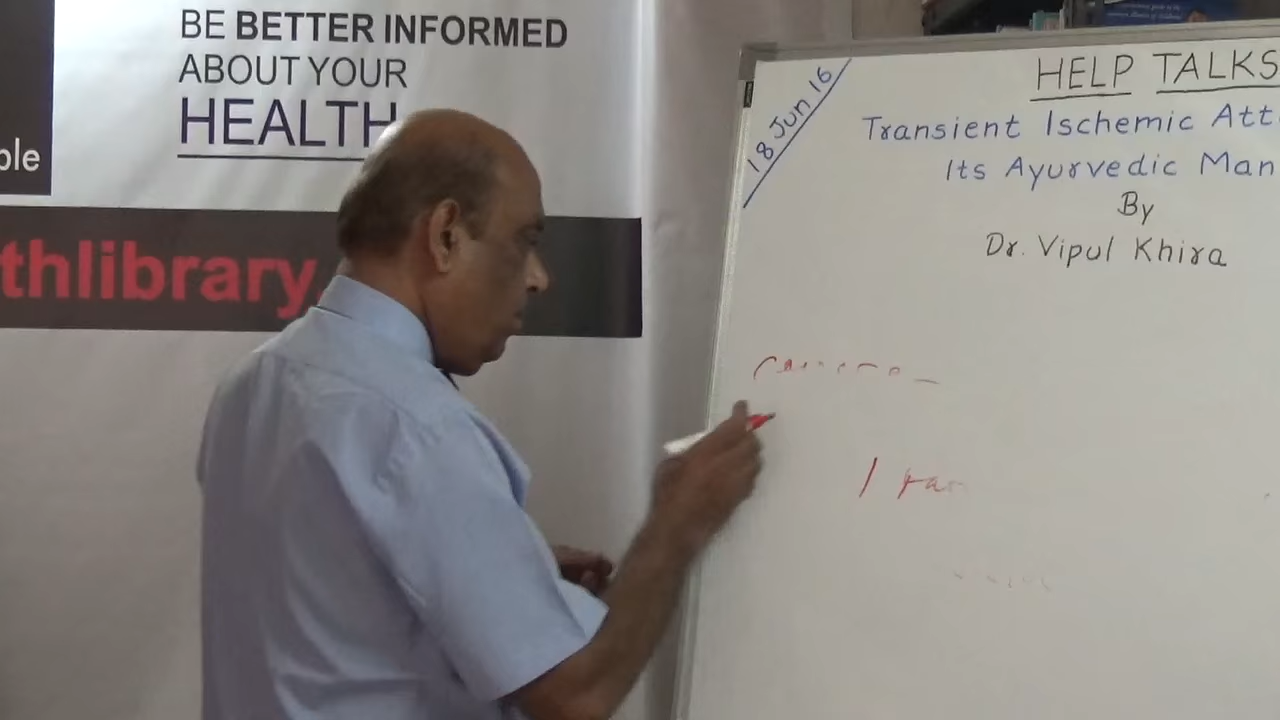 BE BETTER INFORMED
ABOUT YOUR
HEALTH
ple
thlibrary
18 Jun 16
HELP TALKS
Transient Ischemic Att
Its Ayurvedic Man
By
Dr. Vipul Khira